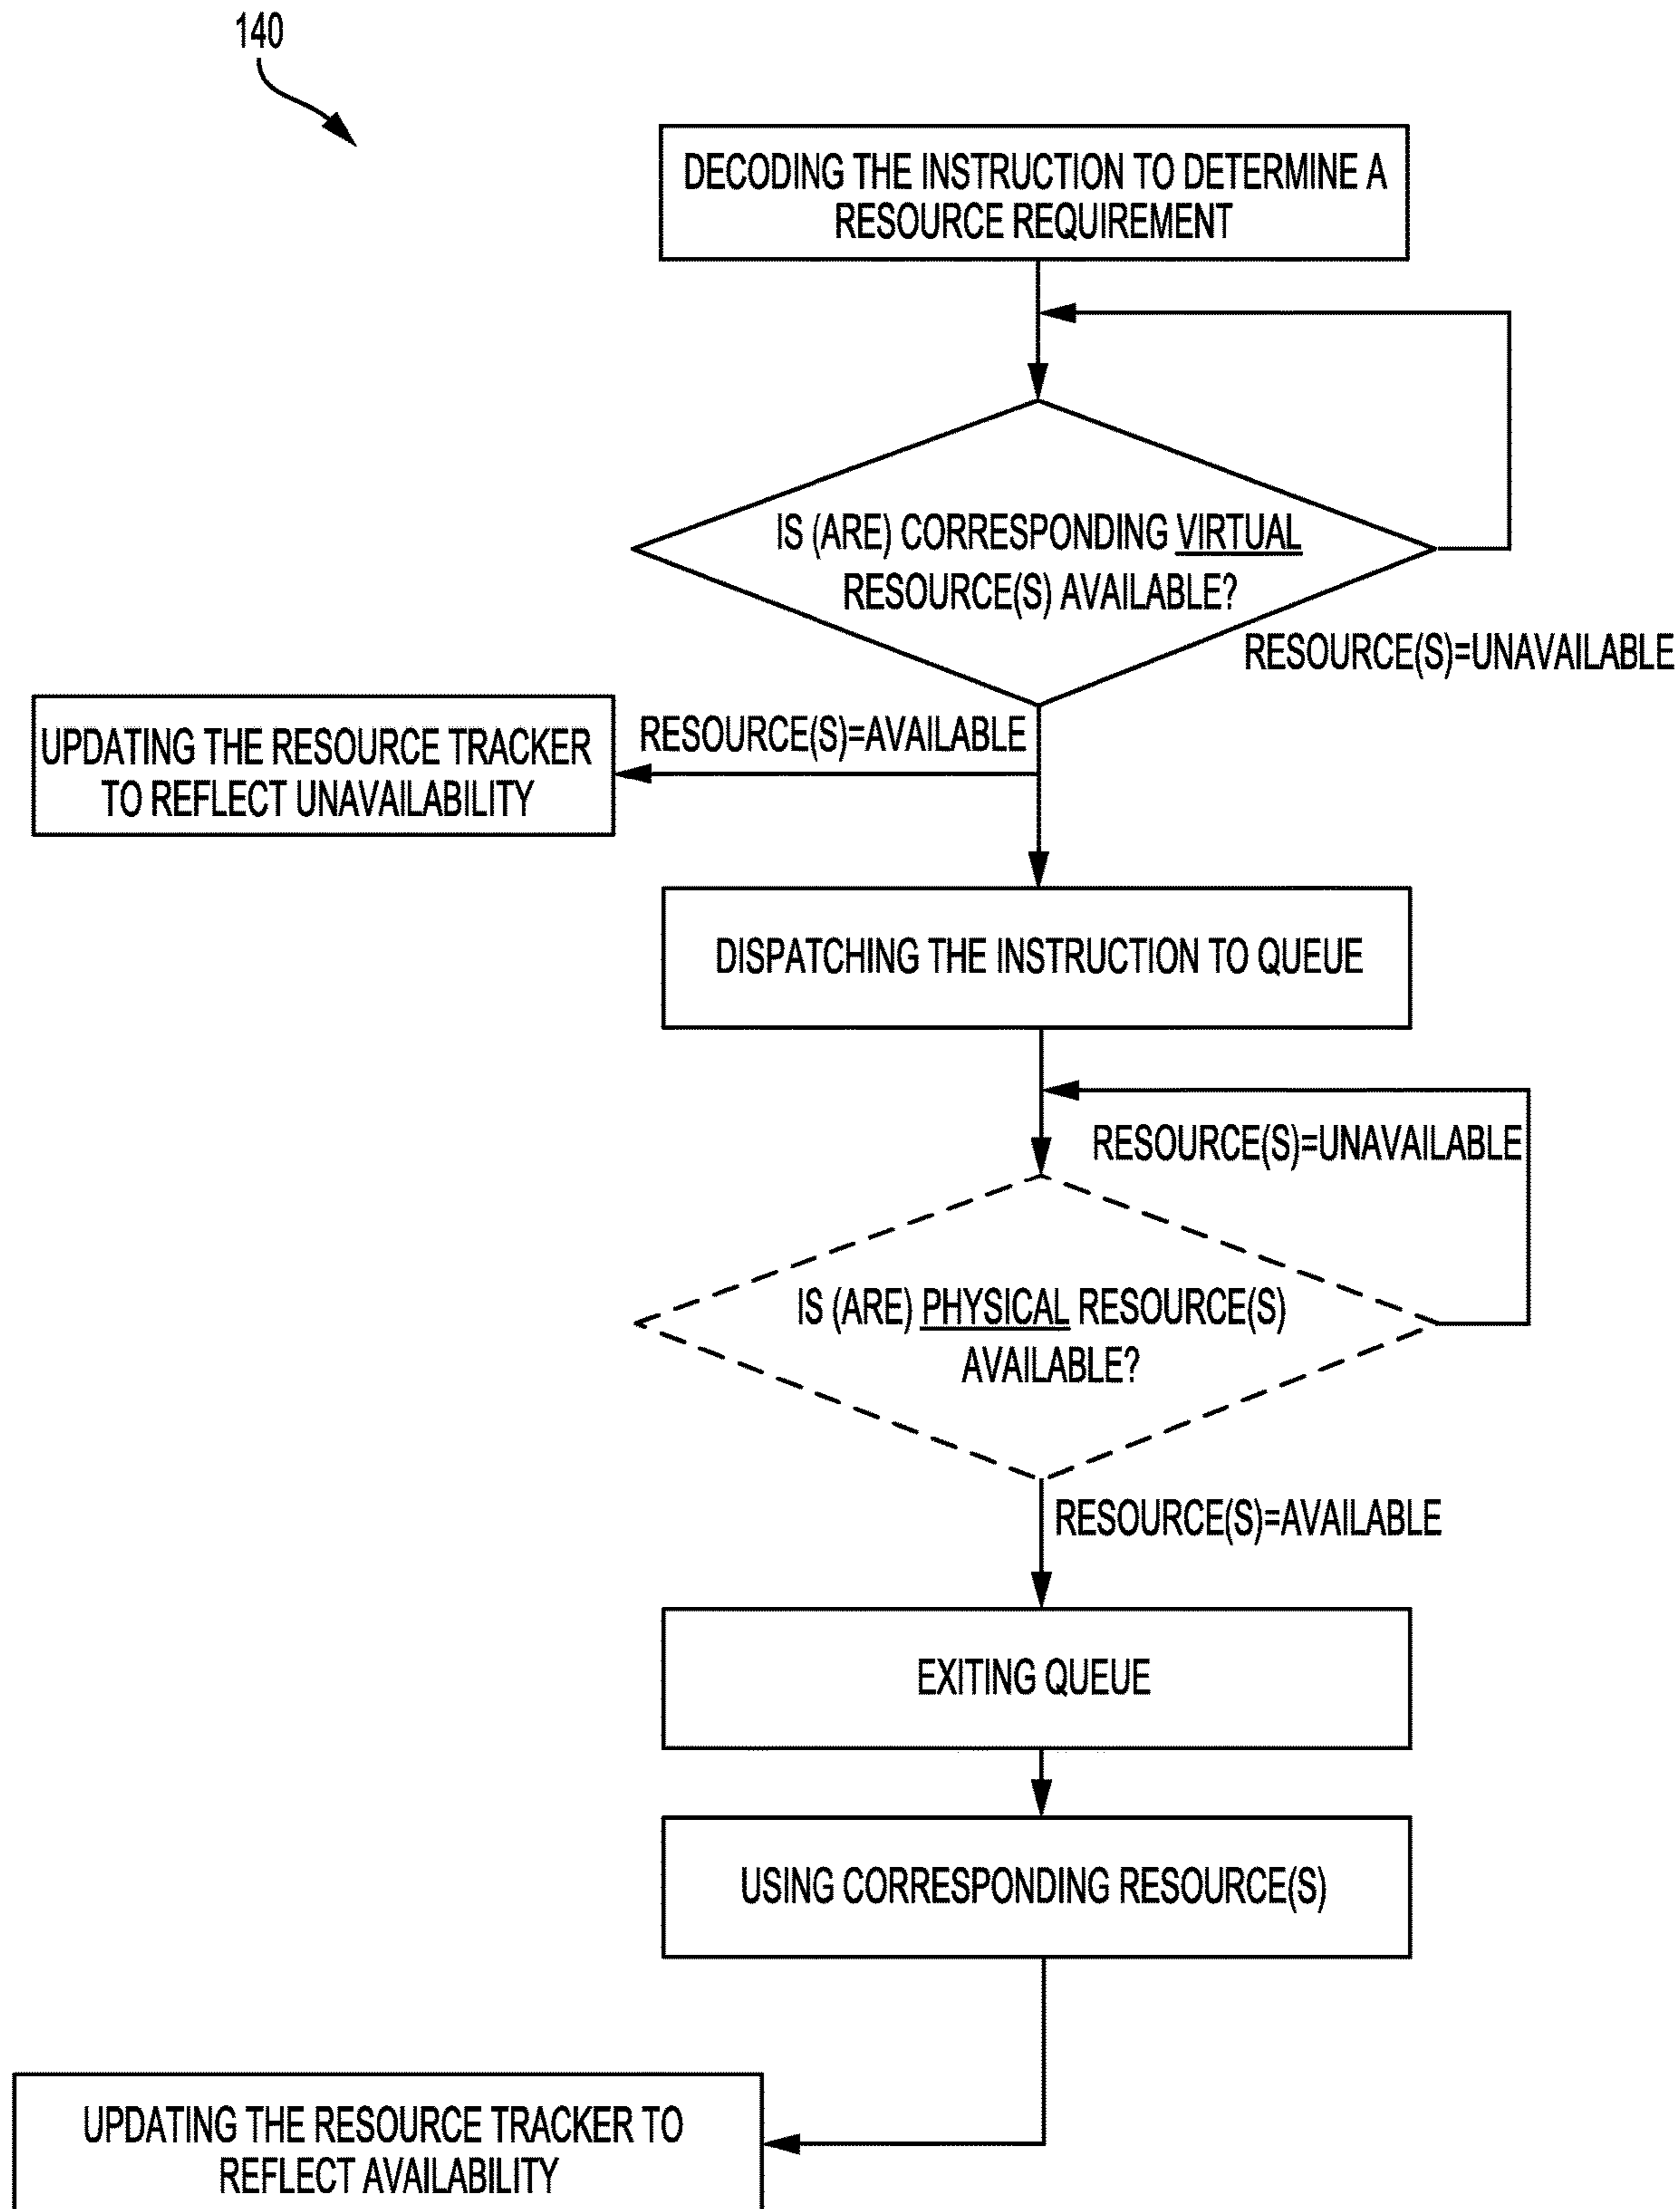 140
DECODING THE INSTRUCTION TO DETERMINE A
RESOURCE REQUIREMENT
IS (ARE) CORRESPONDING VIRTUAL
RESOURCE(S) AVAILABLE?
RESOURCE(S)=UNAVAILABLE
RESOURCE(S)=AVAILABLE
UPDATING THE RESOURCE TRACKER
TO REFLECT UNAVAILABILITY
DISPATCHING THE INSTRUCTION TO QUEUE
RESOURCE(S)=UNAVAILABLE
IS (ARE) PHYSICAL RESOURCE(S)
AVAILABLE?
RESOURCE(S)=AVAILABLE
EXITING QUEUE
USING CORRESPONDING RESOURCE(S)
UPDATING THE RESOURCE TRACKER TO
REFLECT AVAILABILITY